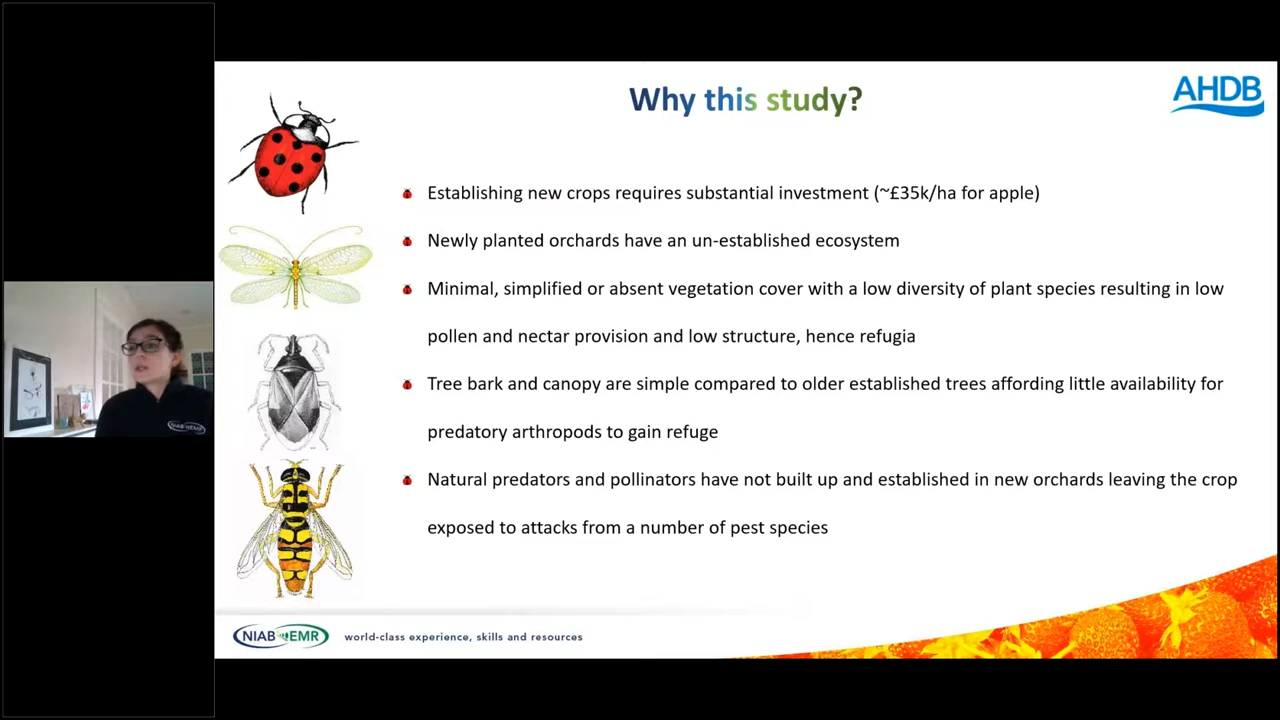 Why this study?
AHDB
Establishing new crops requires substantial investment (~£35k/ha for apple)
Newly planted orchards have an un-established ecosystem
Minimal, simplified or absent vegetation cover with a low diversity of plant species resulting in low
pollen and nectar provision and low structure, hence refugia
Tree bark and canopy are simple compared to older established trees affording little availability for
predatory arthropods to gain refuge
Natural predators and pollinators have not built up and established in new orchards leaving the crop
exposed to attacks from a number of pest species
NIAB EMR
world-class experience, skills and resources
NIAB EMR